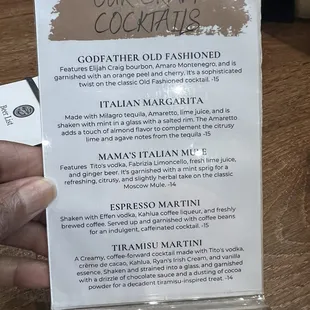 OUR CRAFT
COCKTAILS
GODFATHER OLD FASHIONED
Features Elijah Craig bourbon, Amaro Montenegro, and is
garnished with an orange peel and cherry. It's a sophisticated
twist on the classic Old Fashioned cocktail. -15
ITALIAN MARGARITA
Made with Milagro tequila, Amaretto, lime juice, and is
shaken with mint in a glass with a salted rim. The Amaretto
adds a touch of almond flavor to complement the citrusy
lime and agave notes from the tequila -15
MAMA'S ITALIAN MULE
Features Tito's vodka, Fabrizia Limoncello, fresh lime juice,
and ginger beer. It's garnished with a mint sprig for a
refreshing, citrusy, and slightly herbal take on the classic
Moscow Mule. -14
ESPRESSO MARTINI
Shaken with Effen vodka, Kahlua coffee liqueur, and freshly
brewed coffee. Served up and garnished with coffee beans
for an indulgent, caffeinated cocktail. -15
TIRAMISU MARTINI
A Creamy, coffee-forward cocktail made with Tito's vodka,
crème de cacao, Kahlua, Ryan's Irish Cream, and vanilla
essence. Shaken and strained into a glass, and garnished
with a drizzle of chocolate sauce and a dusting of cocoa
powder for a decadent tiramisu-inspired treat. -14
Beer List